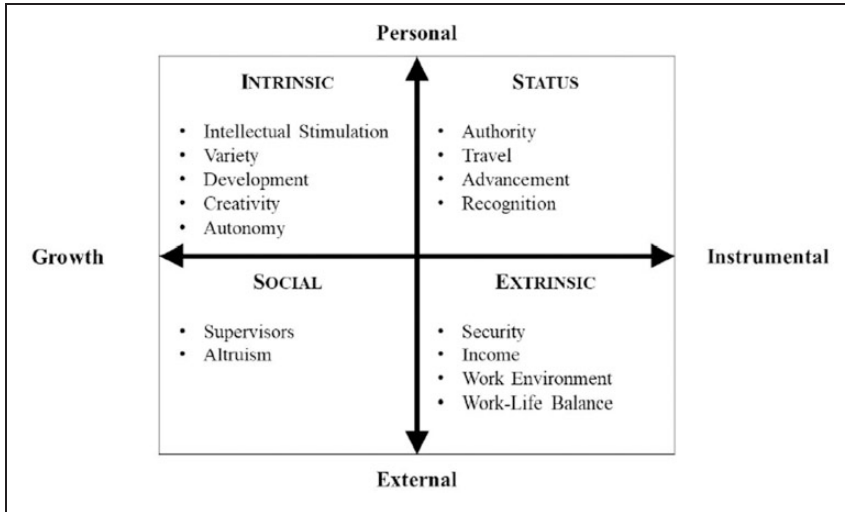 Personal
INTRINSIC
• Intellectual Stimulation
• Variety
• Development
• Creativity
• Autonomy
STATUS
• Authority
• Travel
• Advancement
• Recognition
Growth
Instrumental
SOCIAL
• Supervisors
• Altruism
EXTRINSIC
• Security
• Income
• Work Environment
• Work-Life Balance
External